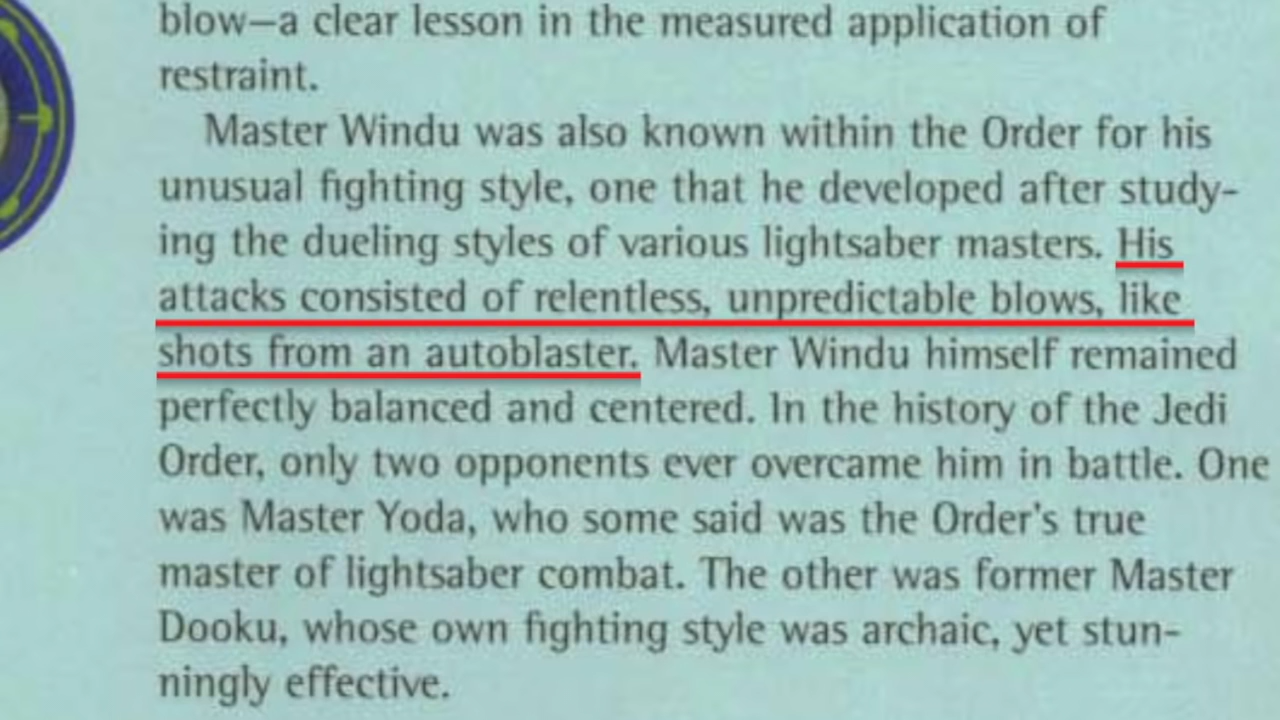 blow—a clear lesson in the measured application of
restraint.
Master Windu was also known within the Order for his
unusual fighting style, one that he developed after study-
ing the dueling styles of various lightsaber masters. His
attacks consisted of relentless, unpredictable blows, like
shots from an autoblaster. Master Windu himself remained
perfectly balanced and centered. In the history of the Jedi
Order, only two opponents ever overcame him in battle. One
was Master Yoda, who some said was the Order's true
master of lightsaber combat. The other was former Master
Dooku, whose own fighting style was archaic, yet stun-
ningly effective.